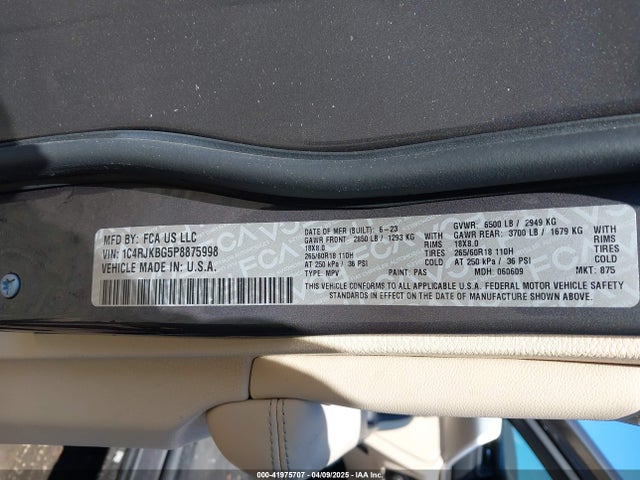 MFD BY: FCA US LLC
VIN: 1C4RJKBG5P8875998
VEHICLE MADE IN: U.S.A.
DATE OF MFR (BUILT): 6-23
GAWR FRONT: 2850 LB / 1293 KG
18X8.0 RIMS
265/60R18 110H TIRES
AT 250 kPa / 36 PSI COLD
TYPE: MPV PAINT: PAS
GVWR: 6500 LB / 2949 KG
GAWR REAR: 3700 LB / 1679 KG
18X8.0 RIMS
265/60R18 110H TIRES
AT 250 kPa / 36 PSI COLD
MDH: 060609 MKT: 875
THIS VEHICLE CONFORMS TO ALL APPLICABLE U.S.A. FEDERAL MOTOR VEHICLE SAFETY
STANDARDS IN EFFECT ON THE DATE OF MANUFACTURE SHOWN ABOVE.
000-41975707 - 04/09/2025 - IAA, Inc.